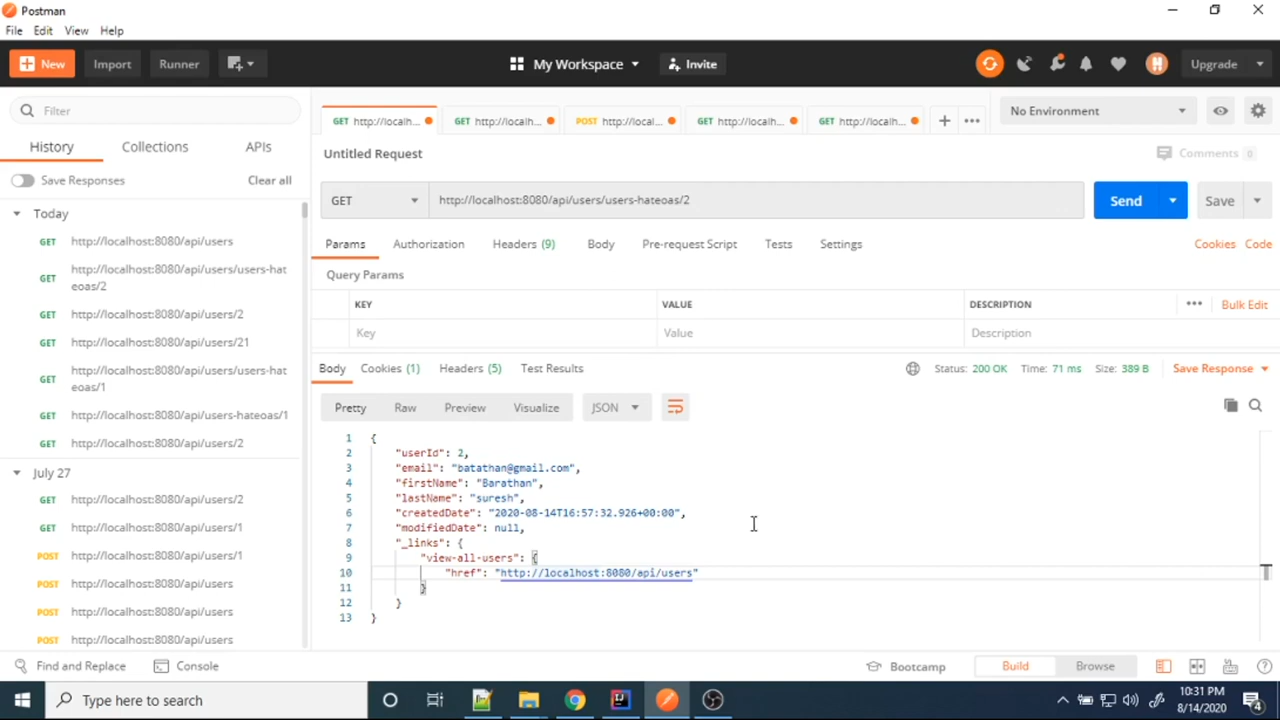 Postman
File Edit View Help
New Import Runner My Workspace Invite Upgrade
Filter
History Collections APIs
Save Responses Clear all
Today
GET http://localhost:8080/api/users
GET http://localhost:8080/api/users/users-hat
eoas/2
GET http://localhost:8080/api/users/2
GET http://localhost:8080/api/users/21
GET http://localhost:8080/api/users/users-hat
eoas/1
GET http://localhost:8080/api/users-hateoas/1
GET http://localhost:8080/api/users/2
July 27
GET http://localhost:8080/api/users/2
GET http://localhost:8080/api/users/1
POST http://localhost:8080/api/users/1
POST http://localhost:8080/api/users
POST http://localhost:8080/api/users
POST http://localhost:8080/api/users
GET http://localh... GET http://localh... POST http://local... GET http://localh... GET http://localh... + ...
No Environment
Untitled Request
Comments 0
GET http://localhost:8080/api/users/users-hateoas/2 Send Save
Params Authorization Headers (9) Body Pre-request Script Tests Settings Cookies Code
Query Params
KEY VALUE DESCRIPTION ... Bulk Edit
Key Value Description
Body Cookies (1) Headers (5) Test Results Status: 200 OK Time: 71 ms Size: 389 B Save Response
Pretty Raw Preview Visualize JSON
1 {
2 "userId": 2,
3 "email": "batathan@gmail.com",
4 "firstName": "Barathan",
5 "lastName": "suresh",
6 "createdDate": "2020-08-14T16:57:32.926+00:00",
7 "modifiedDate": null,
8 "_links": {
9 "view-all-users": {
10 "href": "http://localhost:8080/api/users"
11 }
12 }
13 }
Find and Replace Console Bootcamp Build Browse
Type here to search
10:31 PM
8/14/2020
4